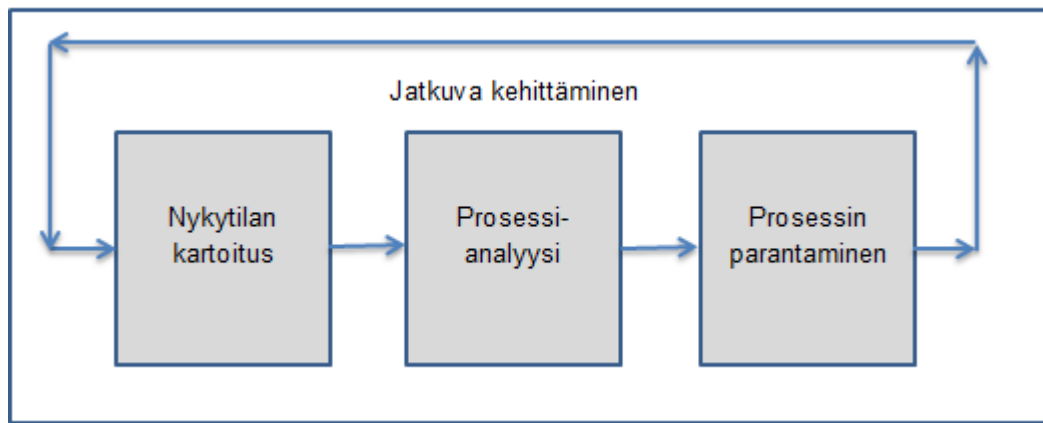 Jatkuva kehittäminen
Nykytilan
kartoitus
Prosessi-
analyysi
Prosessin
parantaminen